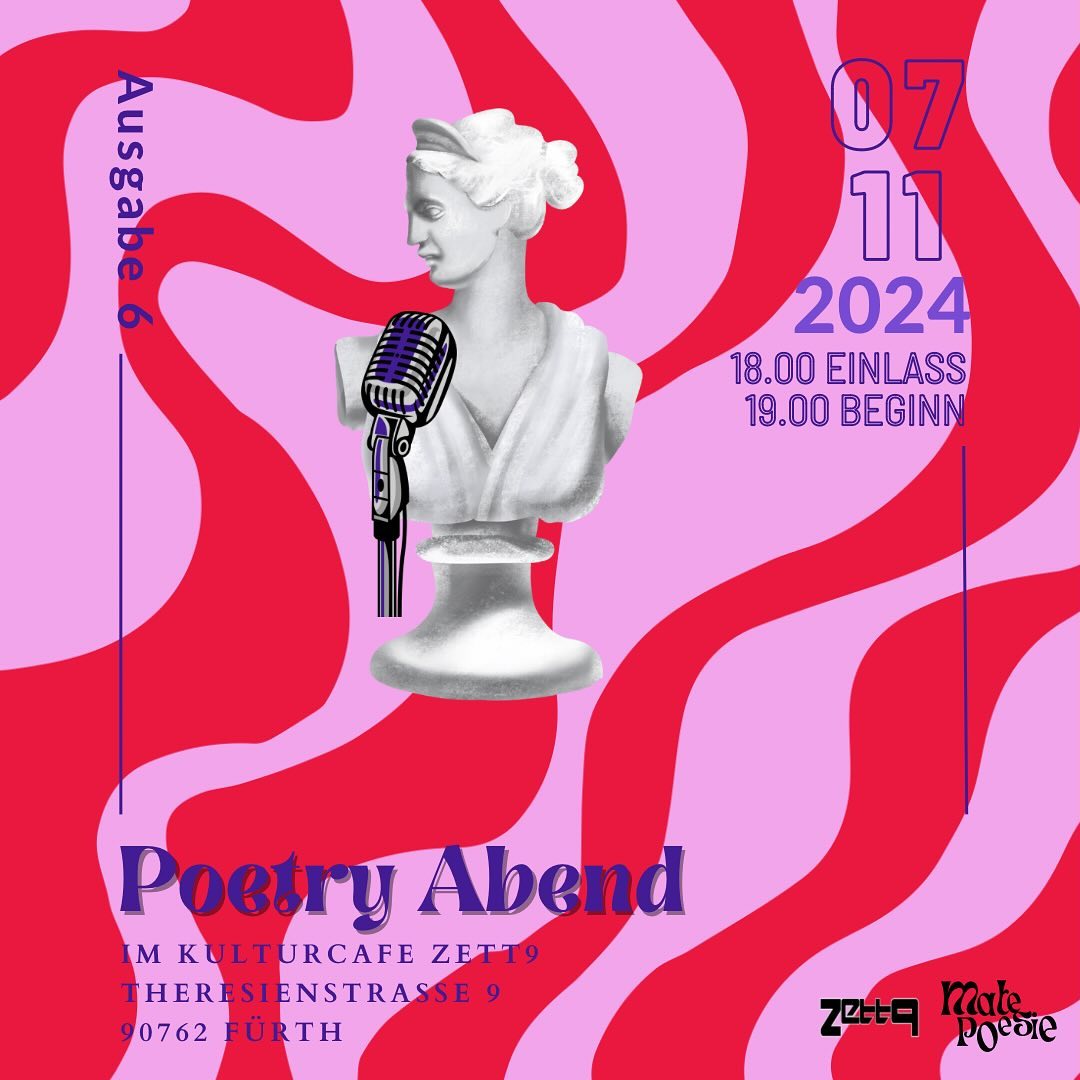 Ausgabe 6
07
11
2024
18.00 EINLASS
19.00 BEGINN
Poetry Abend
IM KULTURCAFE ZETT9
THERESIENSTRASSE 9
90762 FÜRTH
Zett9
Mate
Poesie